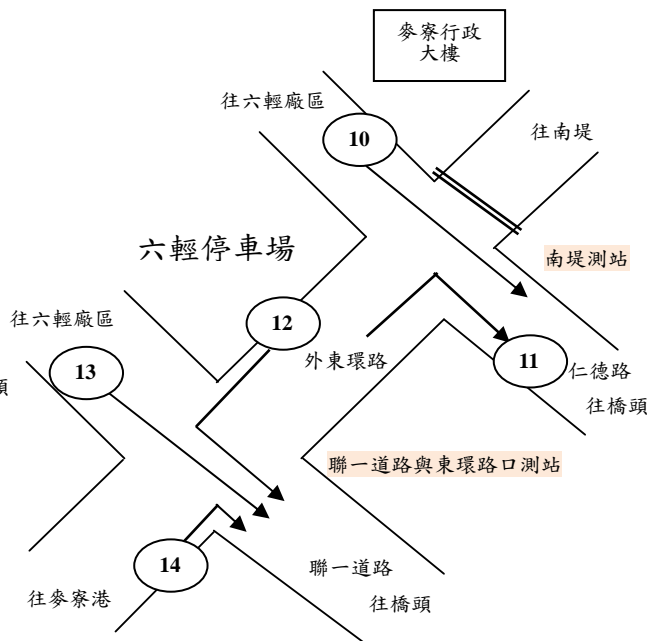 麥寮行政
大樓
往六輕廠區
10
往南堤
六輕停車場
南堤測站
12
往六輕廠區
外東環路
11
仁德路
13
往橋頭
聯一道路與東環路口測站
14
聯一道路
往麥寮港
往橋頭